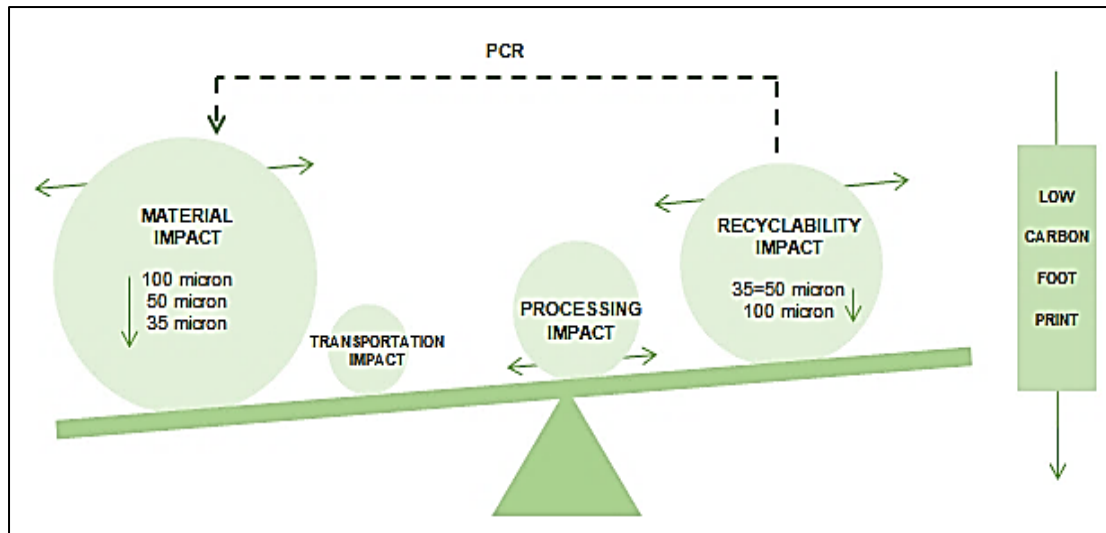 PCR
MATERIAL
IMPACT
100 micron
50 micron
35 micron
TRANSPORTATION
IMPACT
PROCESSING
IMPACT
RECYCLABILITY
IMPACT
35=50 micron
100 micron
LOW
CARBON
FOOT
PRINT